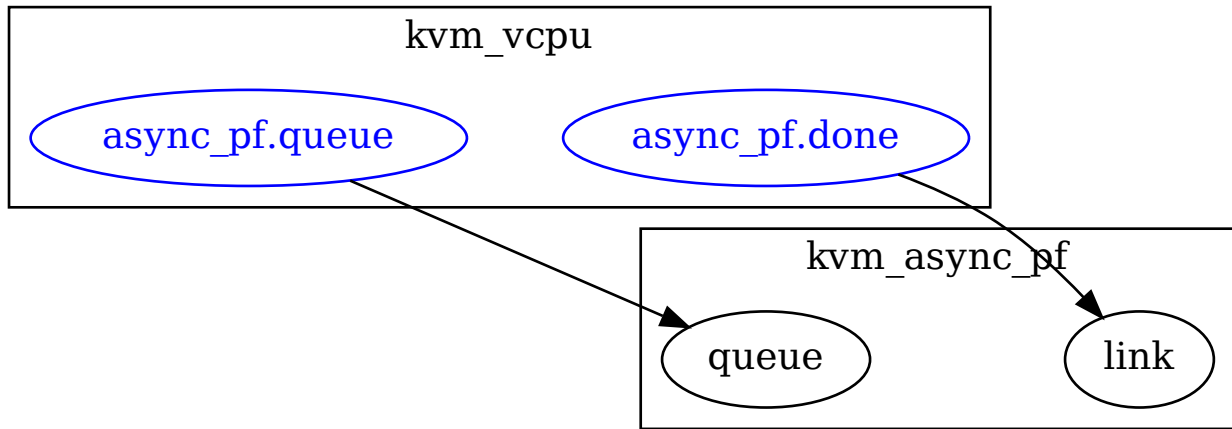 kvm_vcpu
async_pf.queue
async_pf.done
kvm_async_pf
queue
link